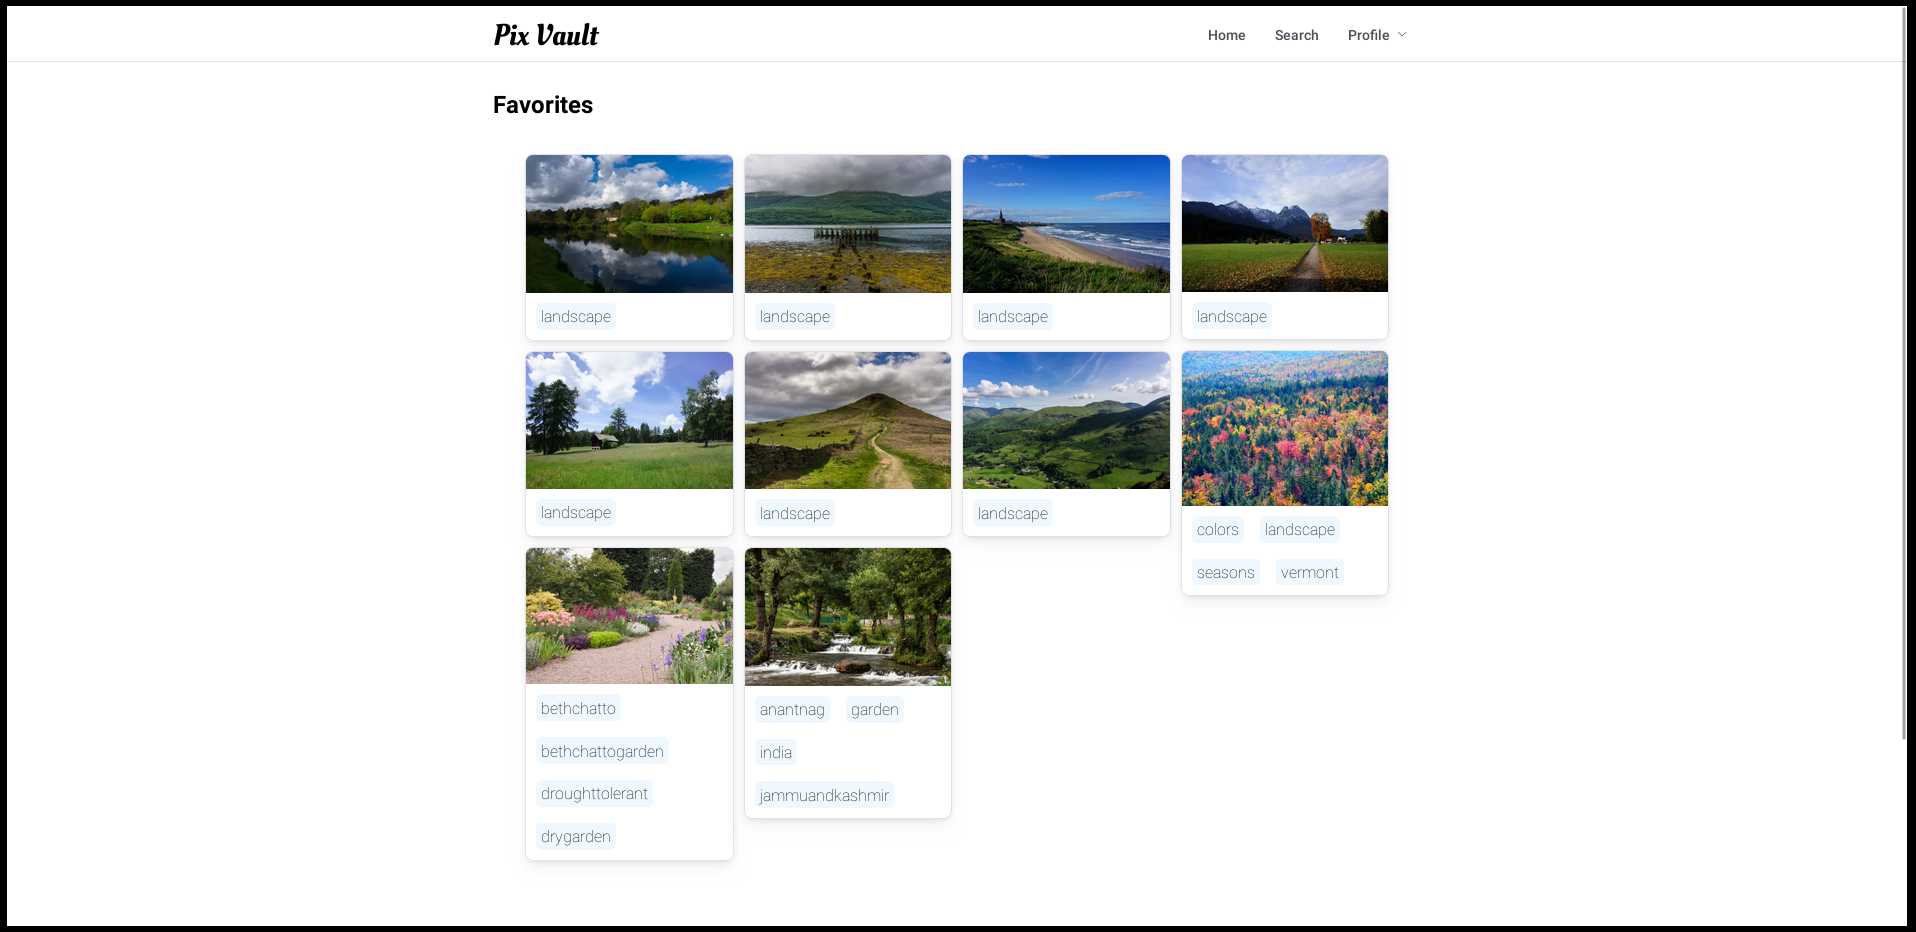 Pix Vault
Home Search Profile
Favorites
landscape
landscape
landscape
landscape
landscape
landscape
landscape
colors landscape
seasons vermont
bethchatto
bethchattogarden
droughttolerant
drygarden
anantnag garden
india
jammuandkashmir